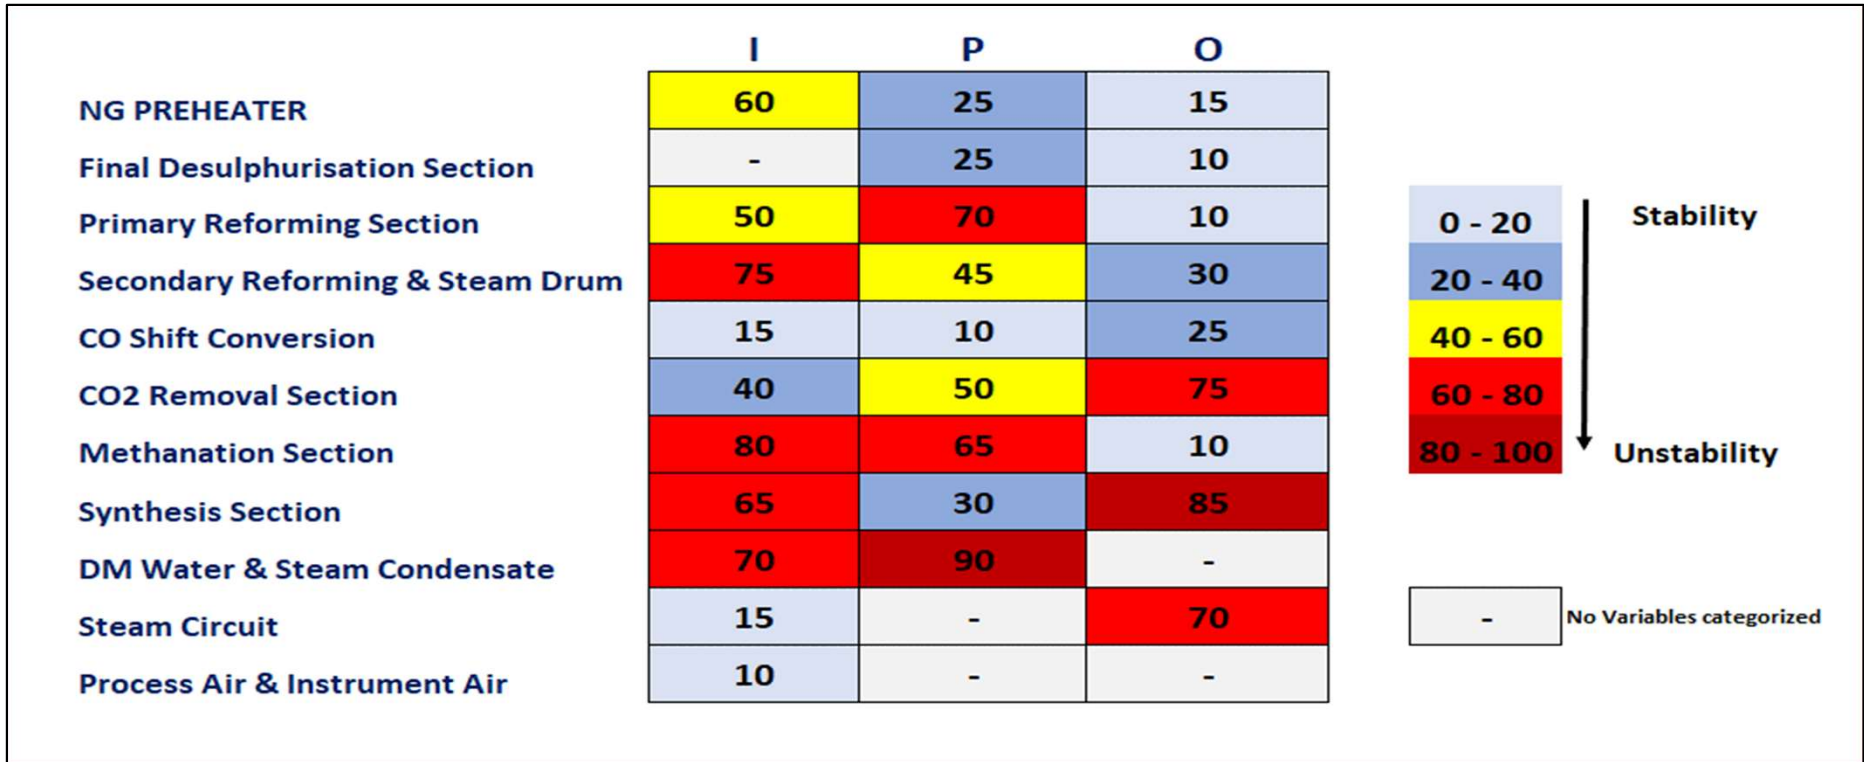 I P O
NG PREHEATER 60 25 15
Final Desulphurisation Section - 25 10
Primary Reforming Section 50 70 10
Secondary Reforming & Steam Drum 75 45 30
CO Shift Conversion 15 10 25
CO2 Removal Section 40 50 75
Methanation Section 80 65 10
Synthesis Section 65 30 85
DM Water & Steam Condensate 70 90 -
Steam Circuit 15 - 70
Process Air & Instrument Air 10 - -
0 - 20 Stability
20 - 40
40 - 60
60 - 80
80 - 100 Unstability
- No Variables categorized